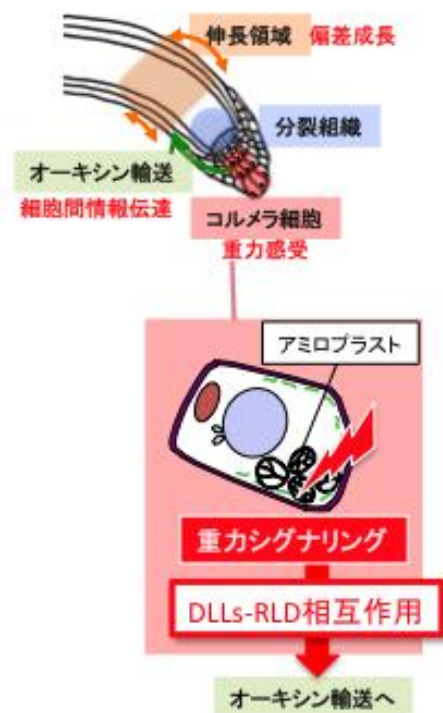 伸長領域 偏差成長
分裂組織
オーキシン輸送
細胞間情報伝達
コルメラ細胞
重力感受
アミロプラスト
重力シグナリング
DLLs-RLD相互作用
オーキシン輸送へ